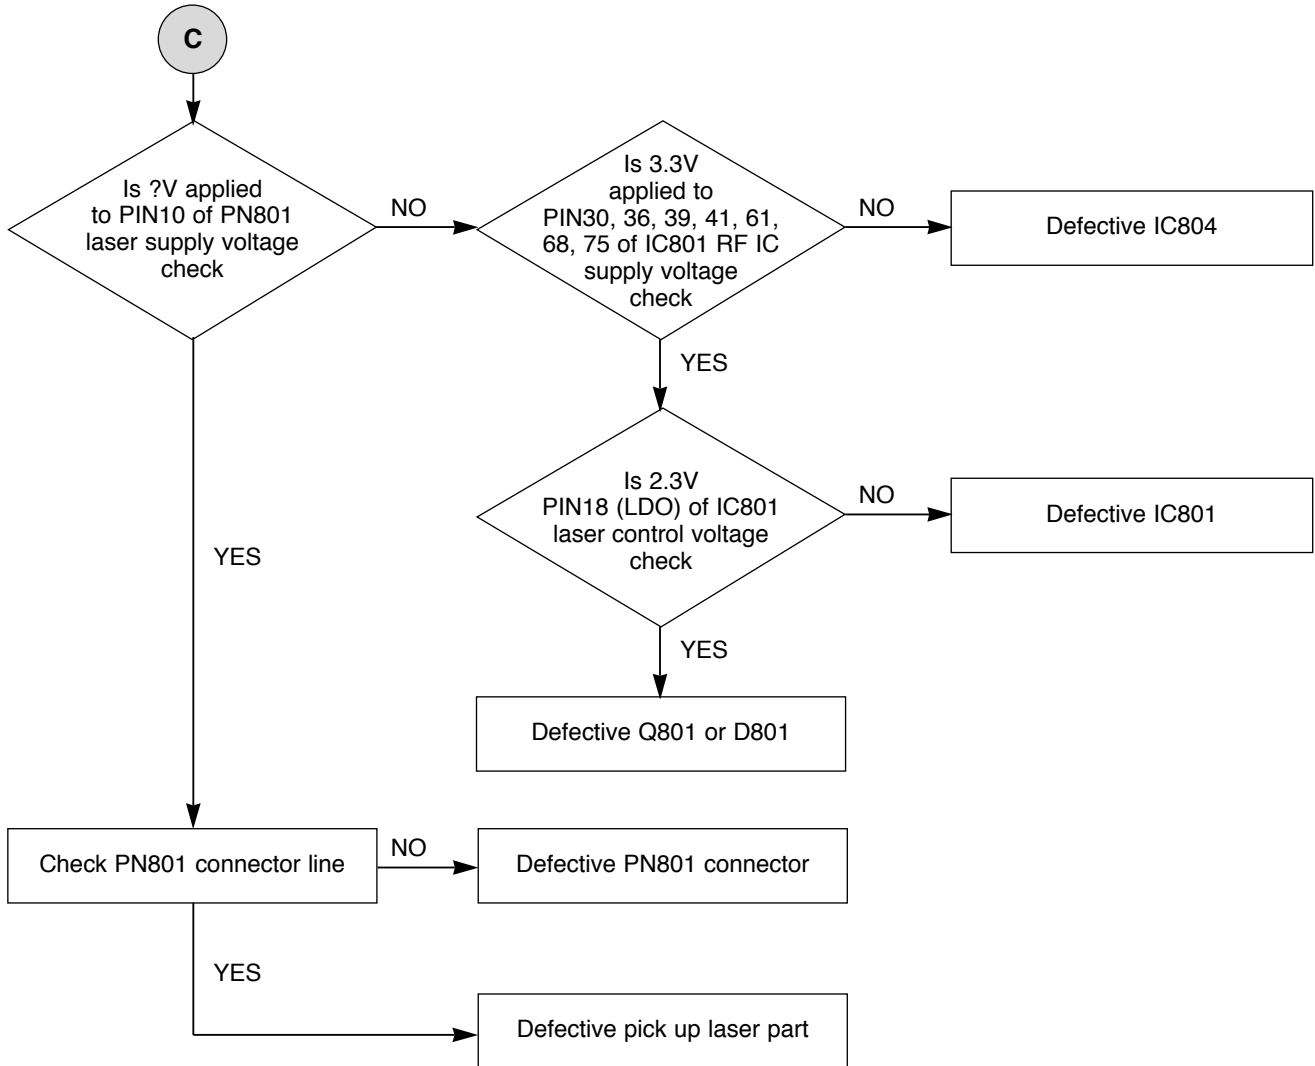 C
Is ?V applied
to PIN10 of PN801
laser supply voltage
check
NO
Is 3.3V
applied to
PIN30, 36, 39, 41, 61,
68, 75 of IC801 RF IC
supply voltage
check
NO
Defective IC804
YES
Is 2.3V
PIN18 (LDO) of IC801
laser control voltage
check
NO
Defective IC801
YES
YES
Defective Q801 or D801
Check PN801 connector line
NO
Defective PN801 connector
YES
Defective pick up laser part